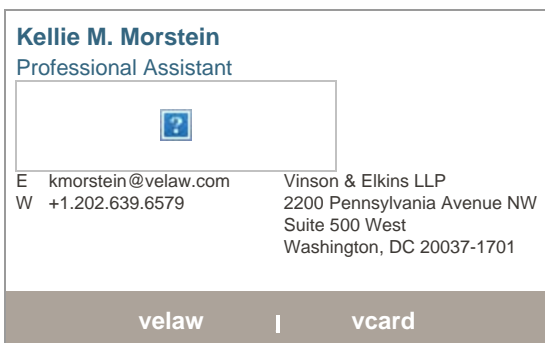 Kellie M. Morstein
Professional Assistant
?
E kmorstein@velaw.com
W +1.202.639.6579
Vinson & Elkins LLP
2200 Pennsylvania Avenue NW
Suite 500 West
Washington, DC 20037-1701
velaw | vcard